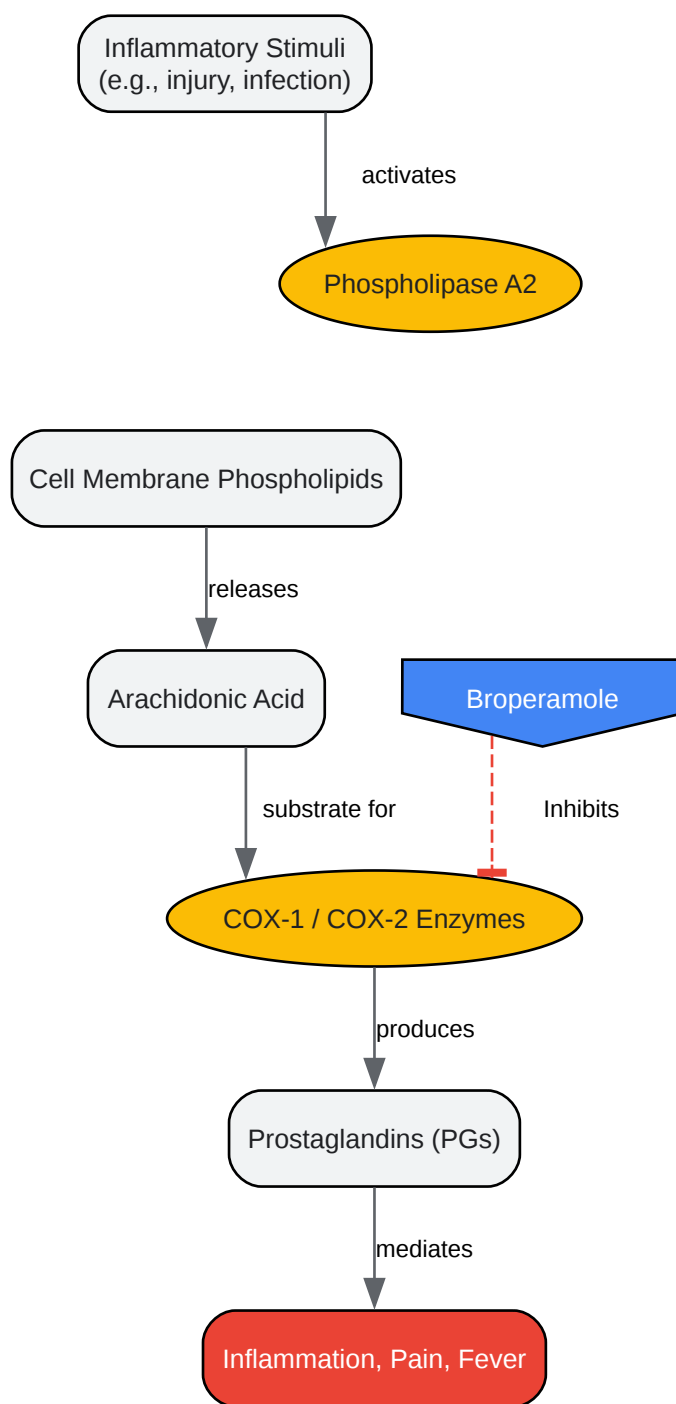 Inflammatory Stimuli
(e.g., injury, infection)
activates
Phospholipase A2
Cell Membrane Phospholipids
releases
Arachidonic Acid
Broperamole
substrate for
Inhibits
COX-1 / COX-2 Enzymes
produces
Prostaglandins (PGs)
mediates
Inflammation, Pain, Fever